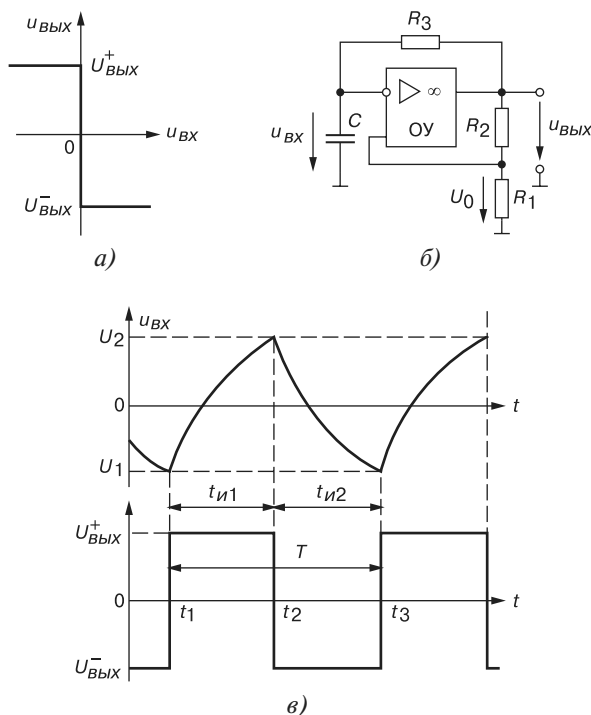 uвых
U⁺вых
uвх
0
U⁻вых
а)
R3
C
uвх
▷ ∞
ОУ
R2
uвых
U0
R1
б)
uвх
U2
0
t
U1
tи1
tи2
U⁺вых
T
0
t1
t2
t3
t
U⁻вых
в)